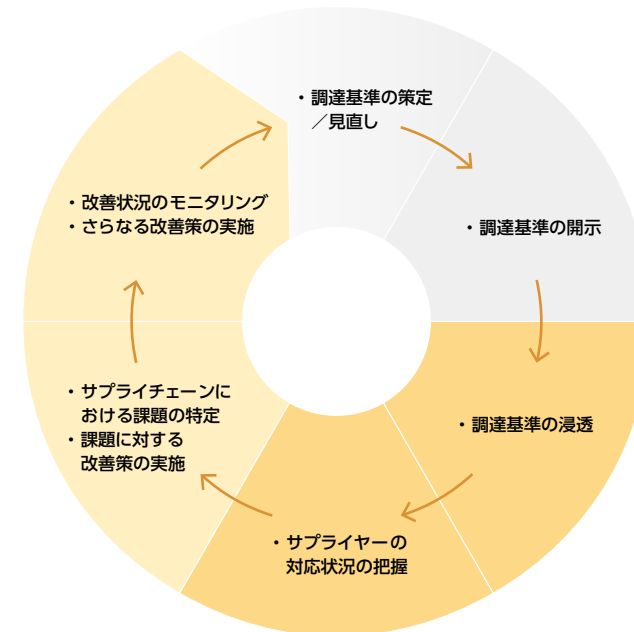 ・調達基準の策定
／見直し
・調達基準の開示
・調達基準の浸透
・サプライヤーの
対応状況の把握
・サプライチェーンに
おける課題の特定
・課題に対する
改善策の実施
・改善状況のモニタリング
・さらなる改善策の実施